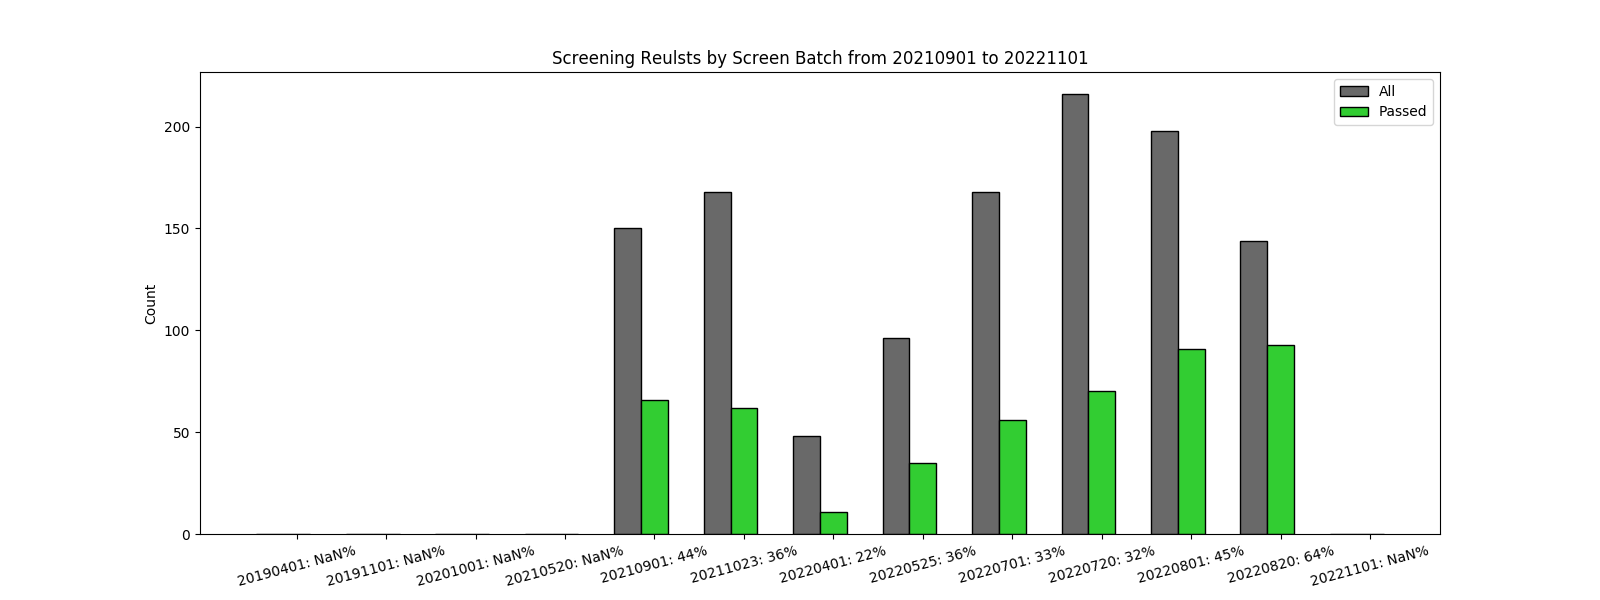 Screening Reulsts by Screen Batch from 20210901 to 20221101
All
Passed
Count
200
150
100
50
0
20190401: NaN%
20191101: NaN%
20201001: NaN%
20210520: NaN%
20210901: 44%
20211023: 36%
20220401: 22%
20220525: 36%
20220701: 33%
20220720: 32%
20220801: 45%
20220820: 64%
20221101: NaN%